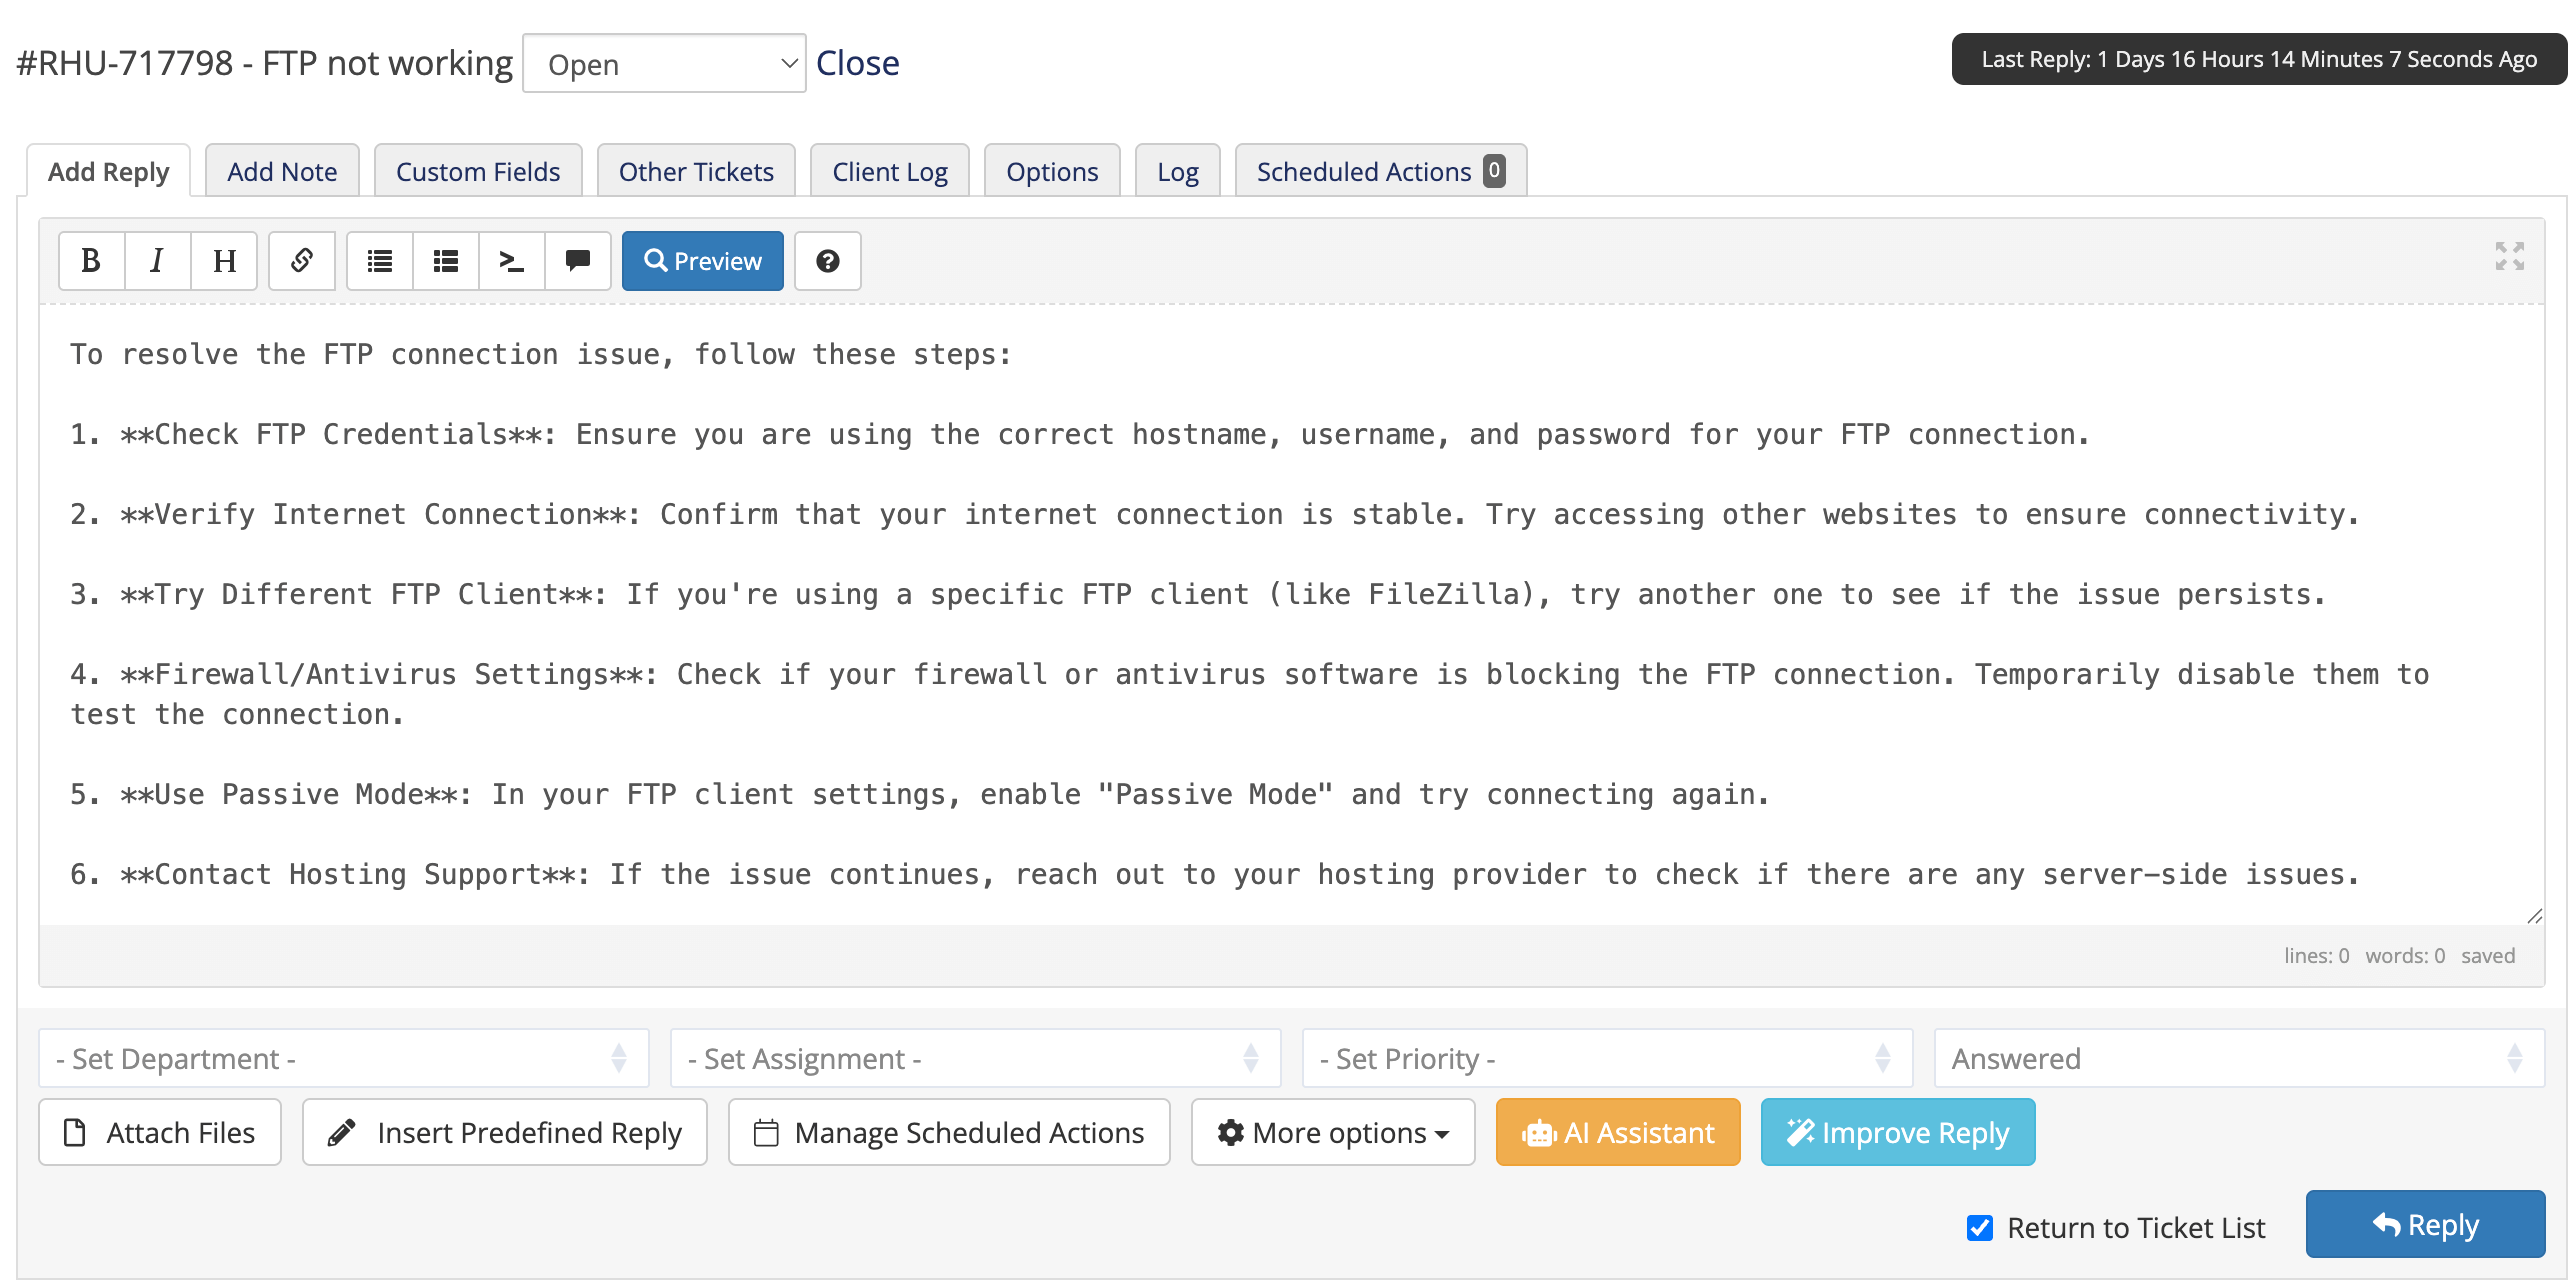 #RHU-717798 - FTP not working Open Close
Last Reply: 1 Days 16 Hours 14 Minutes 7 Seconds Ago
Add Reply Add Note Custom Fields Other Tickets Client Log Options Log Scheduled Actions 0
B I H Preview
To resolve the FTP connection issue, follow these steps:
1. **Check FTP Credentials**: Ensure you are using the correct hostname, username, and password for your FTP connection.
2. **Verify Internet Connection**: Confirm that your internet connection is stable. Try accessing other websites to ensure connectivity.
3. **Try Different FTP Client**: If you're using a specific FTP client (like FileZilla), try another one to see if the issue persists.
4. **Firewall/Antivirus Settings**: Check if your firewall or antivirus software is blocking the FTP connection. Temporarily disable them to
test the connection.
5. **Use Passive Mode**: In your FTP client settings, enable "Passive Mode" and try connecting again.
6. **Contact Hosting Support**: If the issue continues, reach out to your hosting provider to check if there are any server-side issues.
lines: 0 words: 0 saved
- Set Department - - Set Assignment - - Set Priority - Answered
Attach Files Insert Predefined Reply Manage Scheduled Actions More options AI Assistant Improve Reply
Return to Ticket List Reply